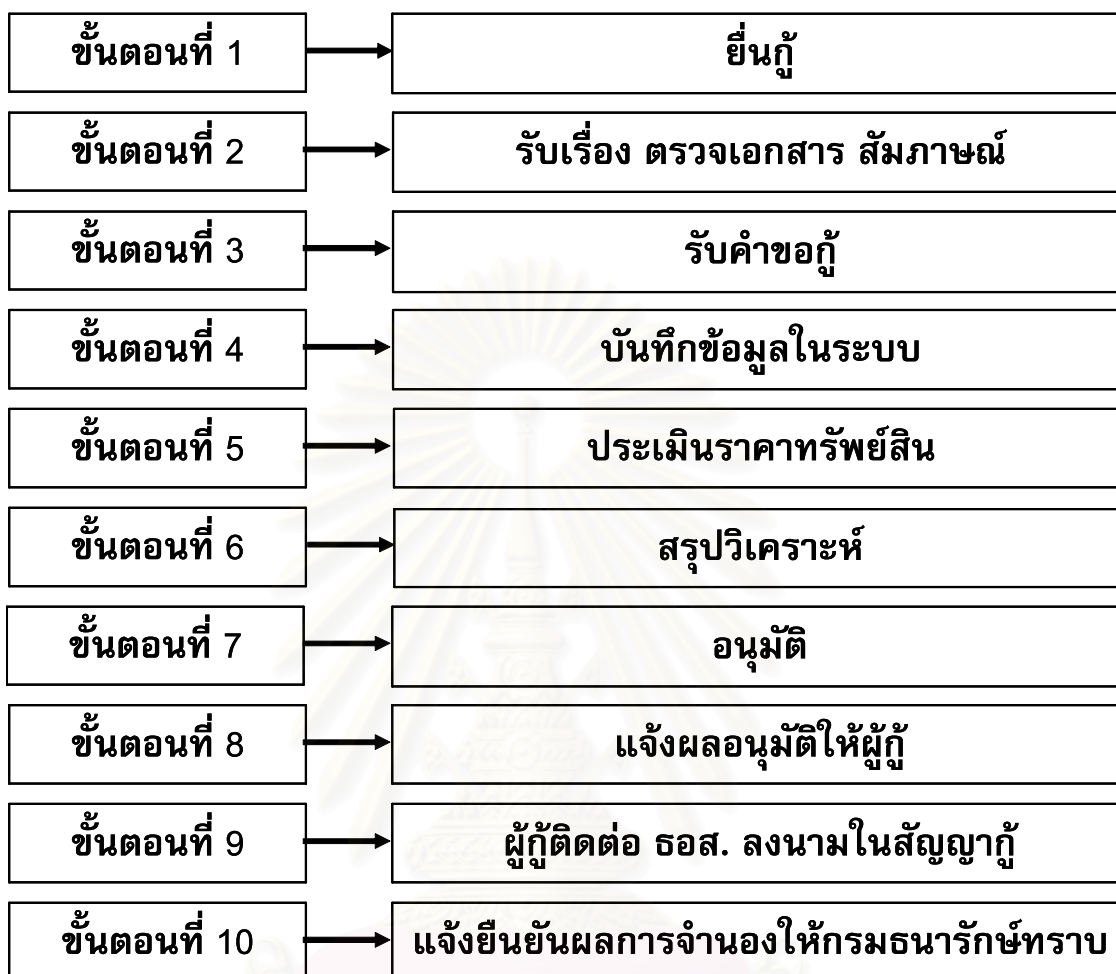 ขั้นตอนที่ 1 ยื่นกู้
ขั้นตอนที่ 2 รับเรื่อง ตรวจเอกสาร สัมภาษณ์
ขั้นตอนที่ 3 รับคำขอกู้
ขั้นตอนที่ 4 บันทึกข้อมูลในระบบ
ขั้นตอนที่ 5 ประเมินราคาทรัพย์สิน
ขั้นตอนที่ 6 สรุปวิเคราะห์
ขั้นตอนที่ 7 อนุมัติ
ขั้นตอนที่ 8 แจ้งผลอนุมัติให้ผู้กู้
ขั้นตอนที่ 9 ผู้กู้ติดต่อ ธอส. ลงนามในสัญญากู้
ขั้นตอนที่ 10 แจ้งยืนยันผลการจำนองให้กรมธนารักษ์ทราบ